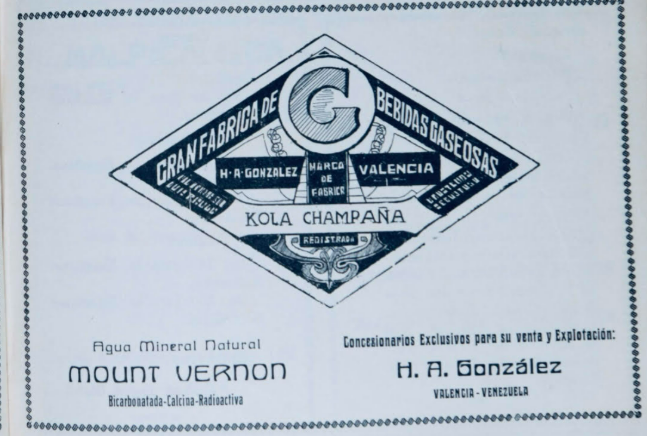 GRAN FABRICA DE
G
BEBIDAS GASEOSAS
H·A·GONZALEZ
MARCA
DE
FABRICA
VALENCIA
KOLA CHAMPAÑA
REGISTRADA
Agua Mineral Natural
MOUNT VERNON
Bicarbonatada-Calcina-Radioactiva
Concesionarios Exclusivos para su venta y Explotación:
H. A. González
VALENCIA - VENEZUELA